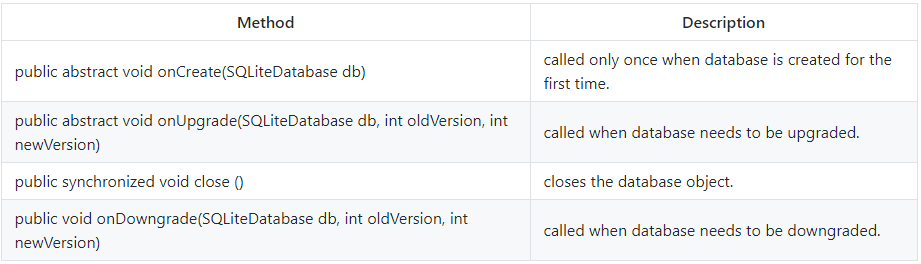 Method
Description
public abstract void onCreate(SQLiteDatabase db)
called only once when database is created for the
first time.
public abstract void onUpgrade(SQLiteDatabase db, int oldVersion, int
newVersion)
called when database needs to be upgraded.
public synchronized void close ()
closes the database object.
public void onDowngrade(SQLiteDatabase db, int oldVersion, int
newVersion)
called when database needs to be downgraded.